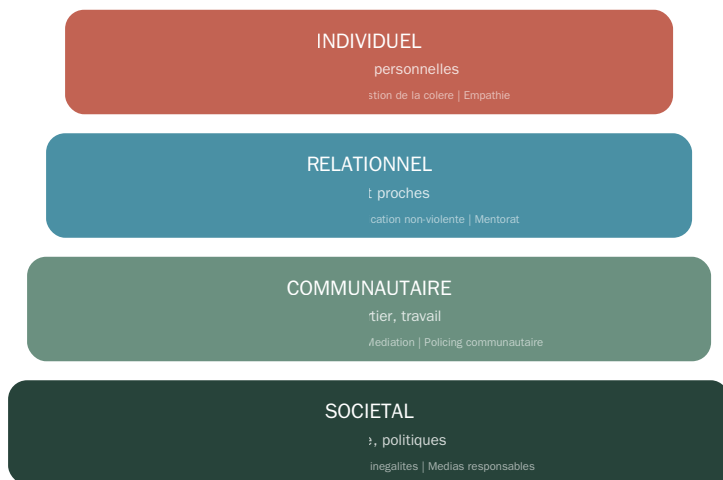 INDIVIDUEL
personnelles
de la colere | Empathie
RELATIONNEL
proches
non-violente | Mentorat
COMMUNAUTAIRE
travail
Mediation | Policing communautaire
SOCIETAL
politiques
inegalites | Medias responsables